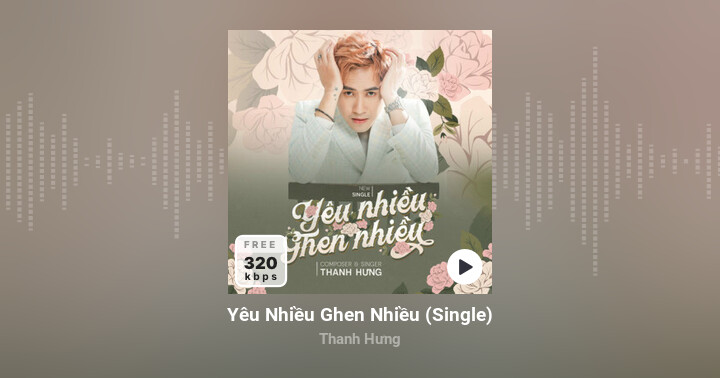 NEW
SINGLE
Yêu nhiều
Ghen nhiều
COMPOSER & SINGER
THANH HƯNG
FREE
320
kbps
Yêu Nhiều Ghen Nhiều (Single)
Thanh Hưng